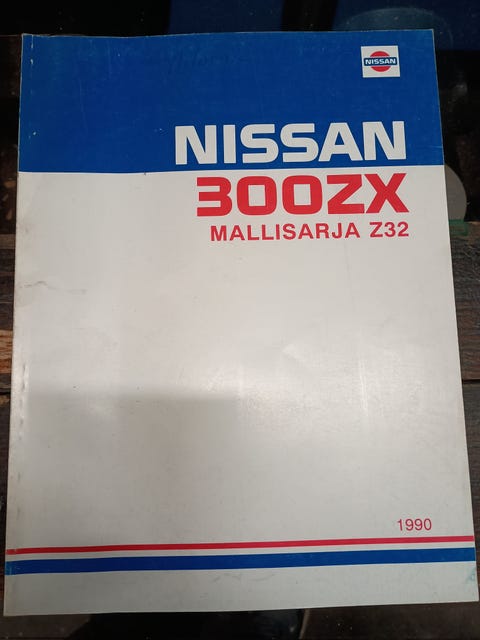 NISSAN
NISSAN
300ZX
MALLISARJA Z32
1990